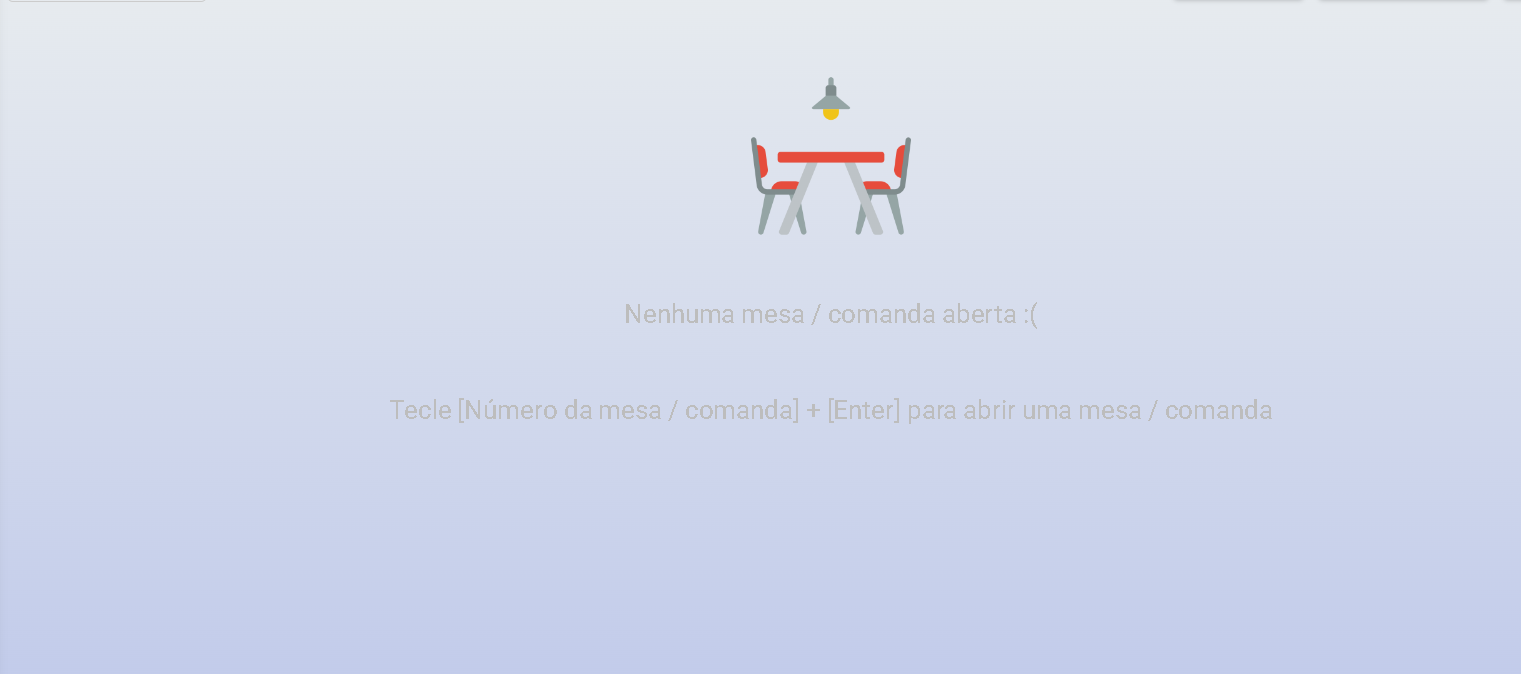 Nenhuma mesa / comanda aberta :(
Tecle [Número da mesa / comanda] + [Enter] para abrir uma mesa / comanda